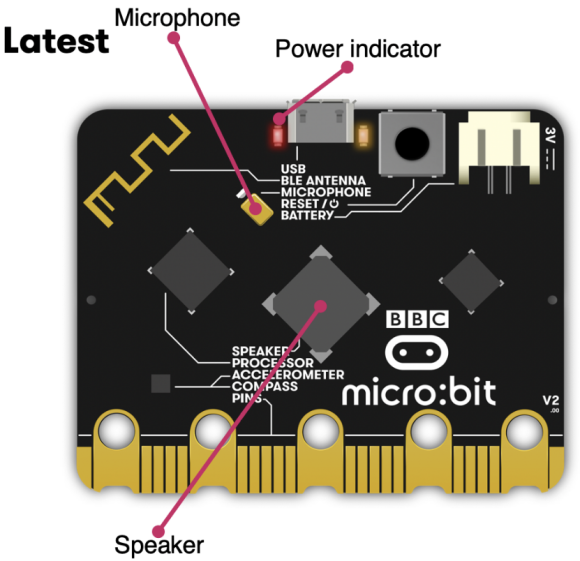 Microphone
Latest
Power indicator
3V
USB
BLE ANTENNA
MICROPHONE
RESET / ⏻
BATTERY
BBC
SPEAKER
PROCESSOR
ACCELEROMETER
COMPASS
PINS
micro:bit
V2
.00
Speaker